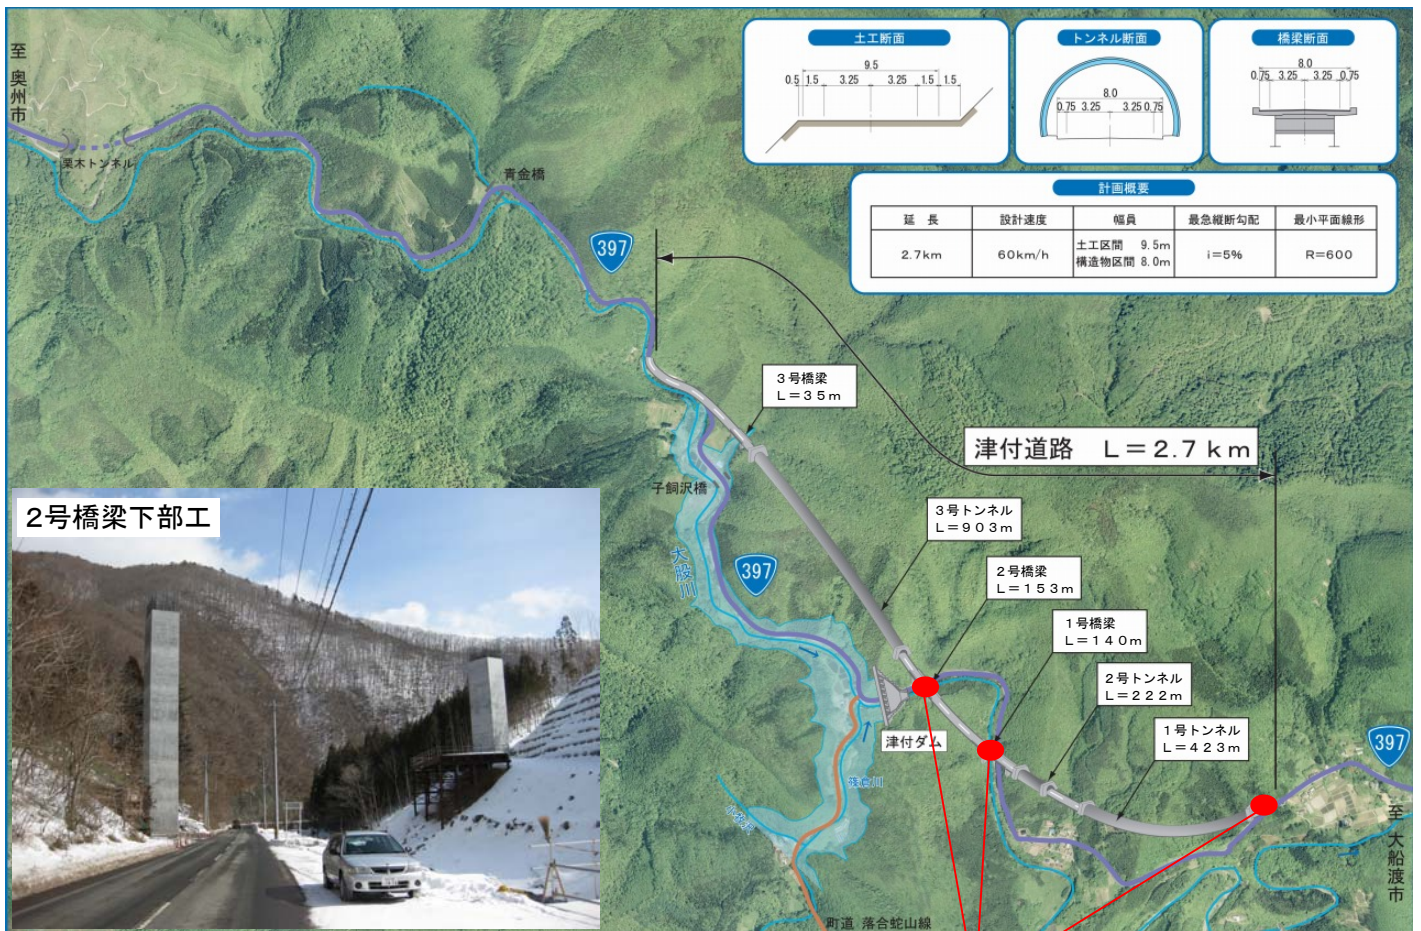 至 奥州市
栗木トンネル
青金橋
397
土工断面
9.5
0.5 1.5 3.25 3.25 1.5 1.5
トンネル断面
8.0
0.75 3.25 3.25 0.75
橋梁断面
8.0
0.75 3.25 3.25 0.75
計画概要
延 長 設計速度 幅員 最急縦断勾配 最小平面線形
2.7km 60km/h 土工区間 9.5m i=5% R=600
構造物区間 8.0m
3号橋梁
L=35m
津付道路 L=2.7km
子飼沢橋
3号トンネル
L=903m
大股川
397
2号橋梁
L=153m
1号橋梁
L=140m
2号トンネル
L=222m
1号トンネル
L=423m
397
津付ダム
篠倉川
至 大船渡市
町道 落合蛇山線
2号橋梁下部工